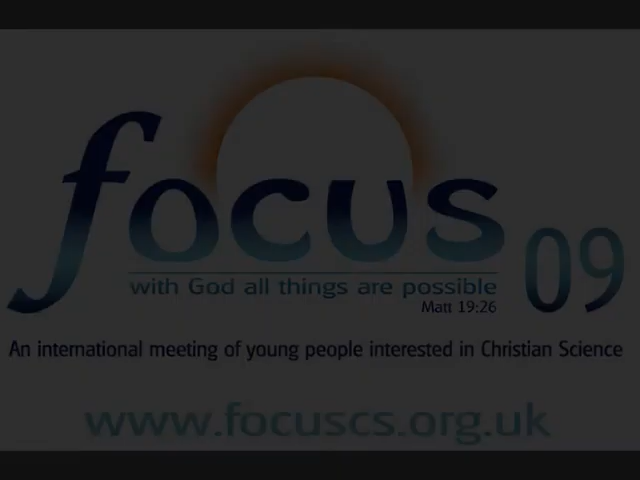 focus 09
with God all things are possible
Matt 19:26
An international meeting of young people interested in Christian Science
www.focuscs.org.uk